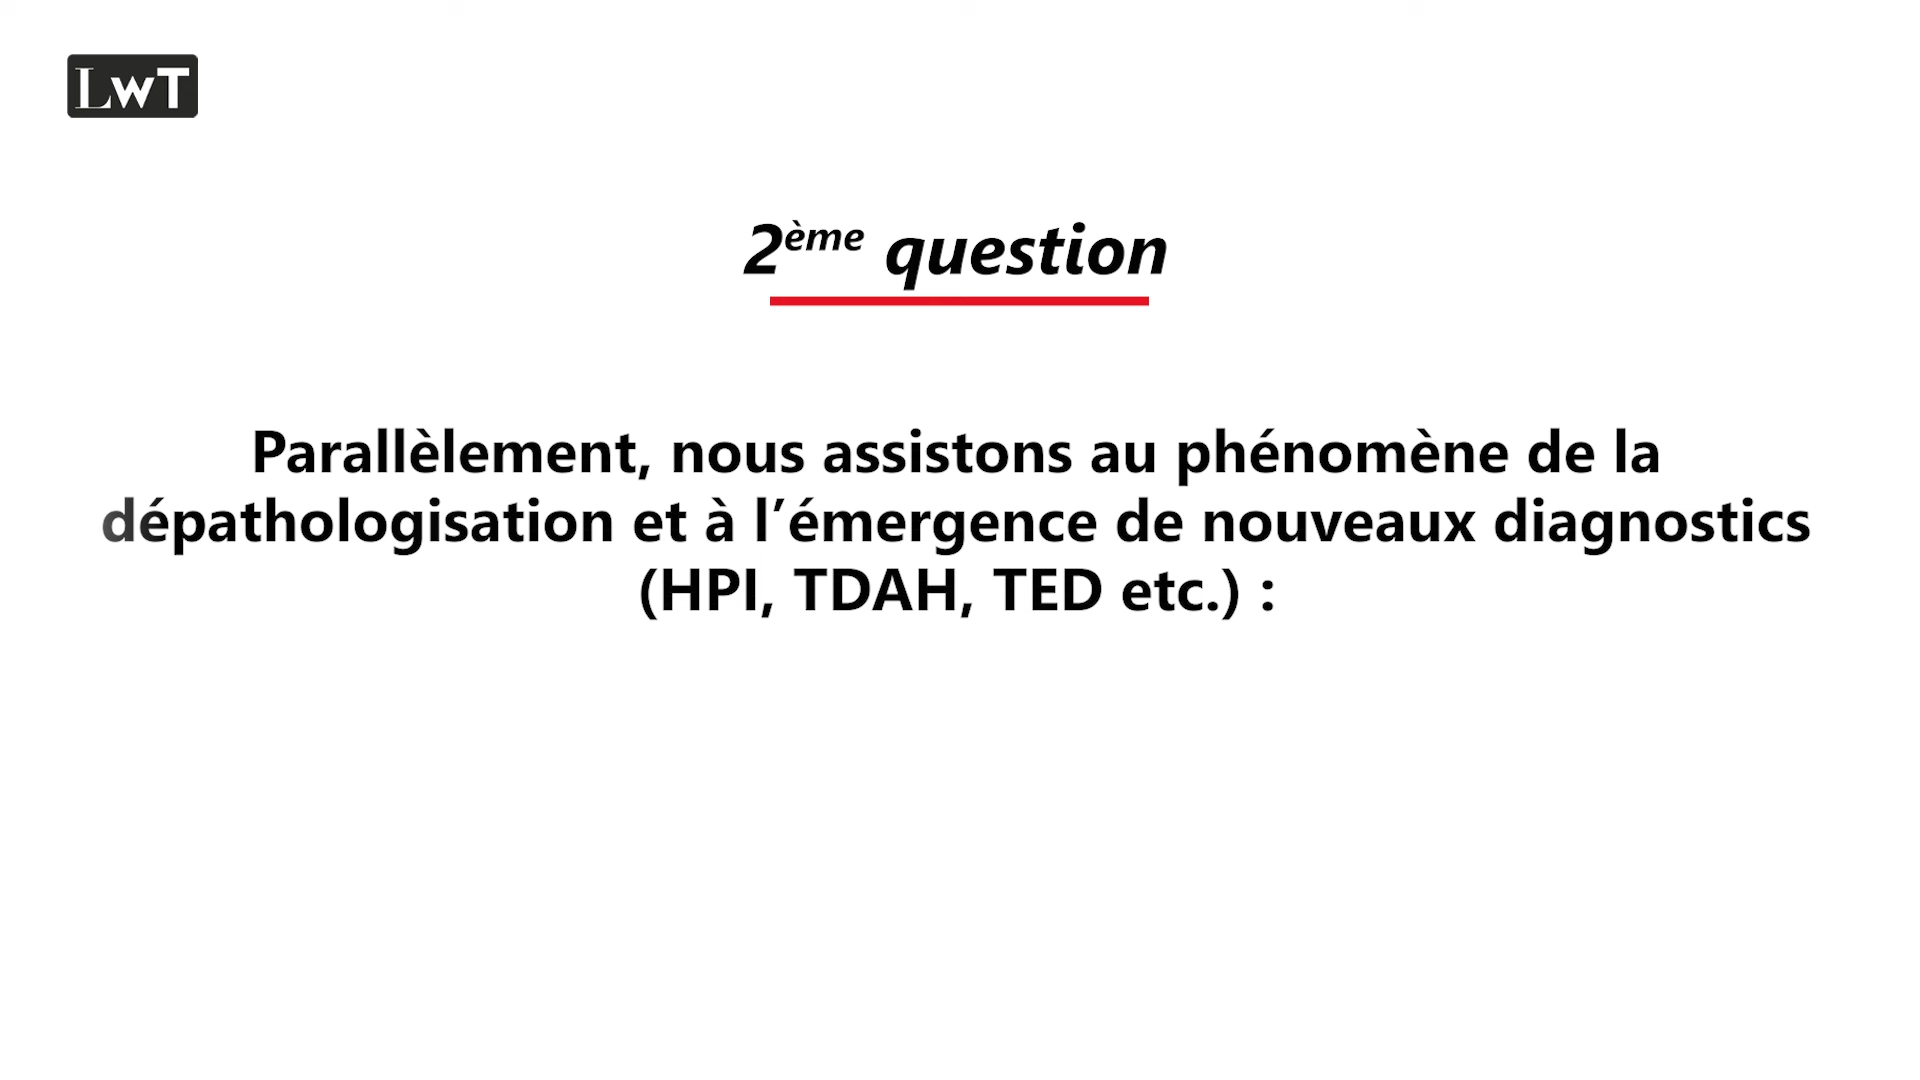 LwT
2ème question
Parallèlement, nous assistons au phénomène de la
dépathologisation et à l’émergence de nouveaux diagnostics
(HPI, TDAH, TED etc.) :